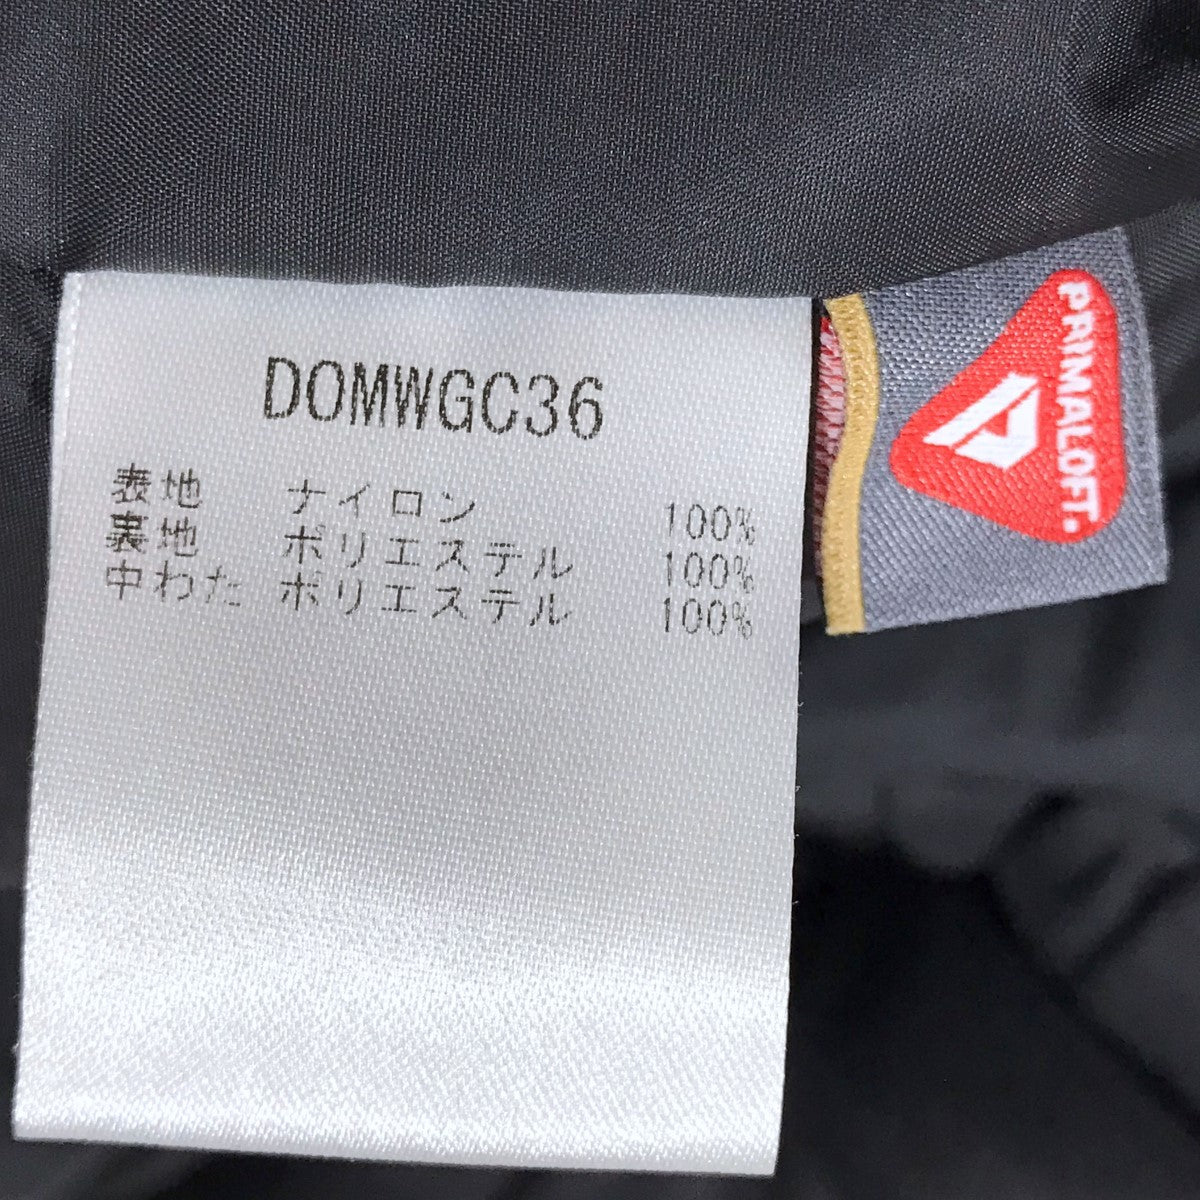 DOMWGC36
表地 ナイロン 100%
裏地 ポリエステル 100%
中わた ポリエステル 100%
PRIMALOFT.